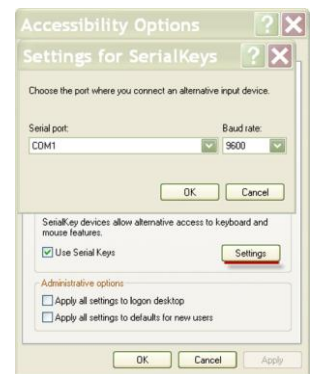 Accessibility Options
Settings for SerialKeys
Choose the port where you connect an alternative input device.
Serial port: Baud rate:
COM1 9600
OK Cancel
SerialKey devices allow alternative access to keyboard and
mouse features.
Use Serial Keys Settings
Administrative options
Apply all settings to logon desktop
Apply all settings to defaults for new users
OK Cancel Apply